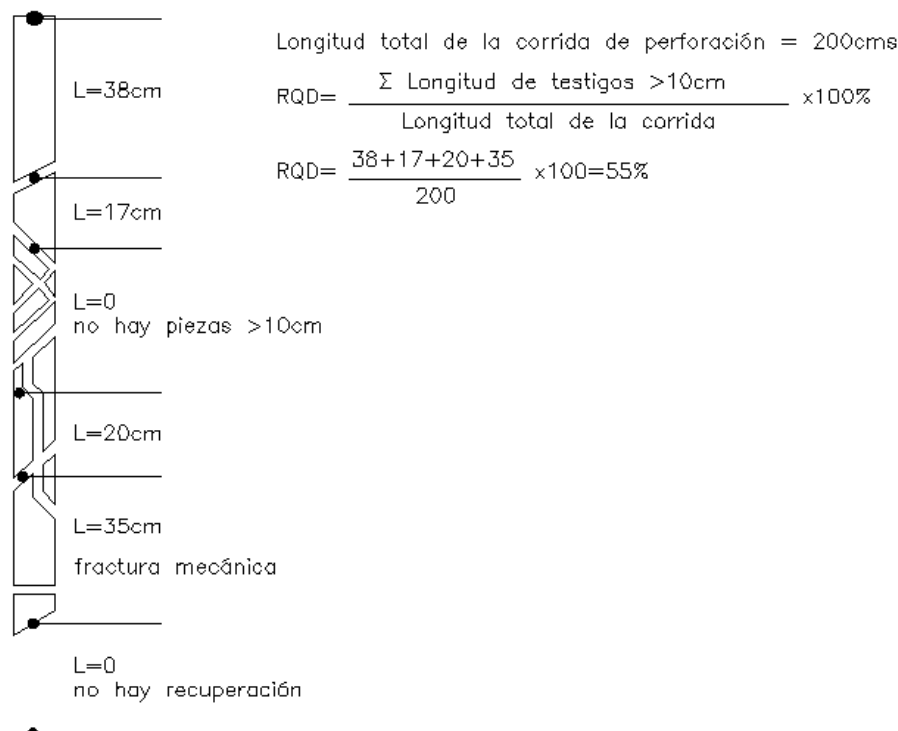 Longitud total de la corrida de perforación = 200cms
L=38cm
RQD= Σ Longitud de testigos >10cm x100%
Longitud total de la corrida
RQD= 38+17+20+35 x100=55%
200
L=17cm
L=0
no hay piezas >10cm
L=20cm
L=35cm
fractura mecánica
L=0
no hay recuperación